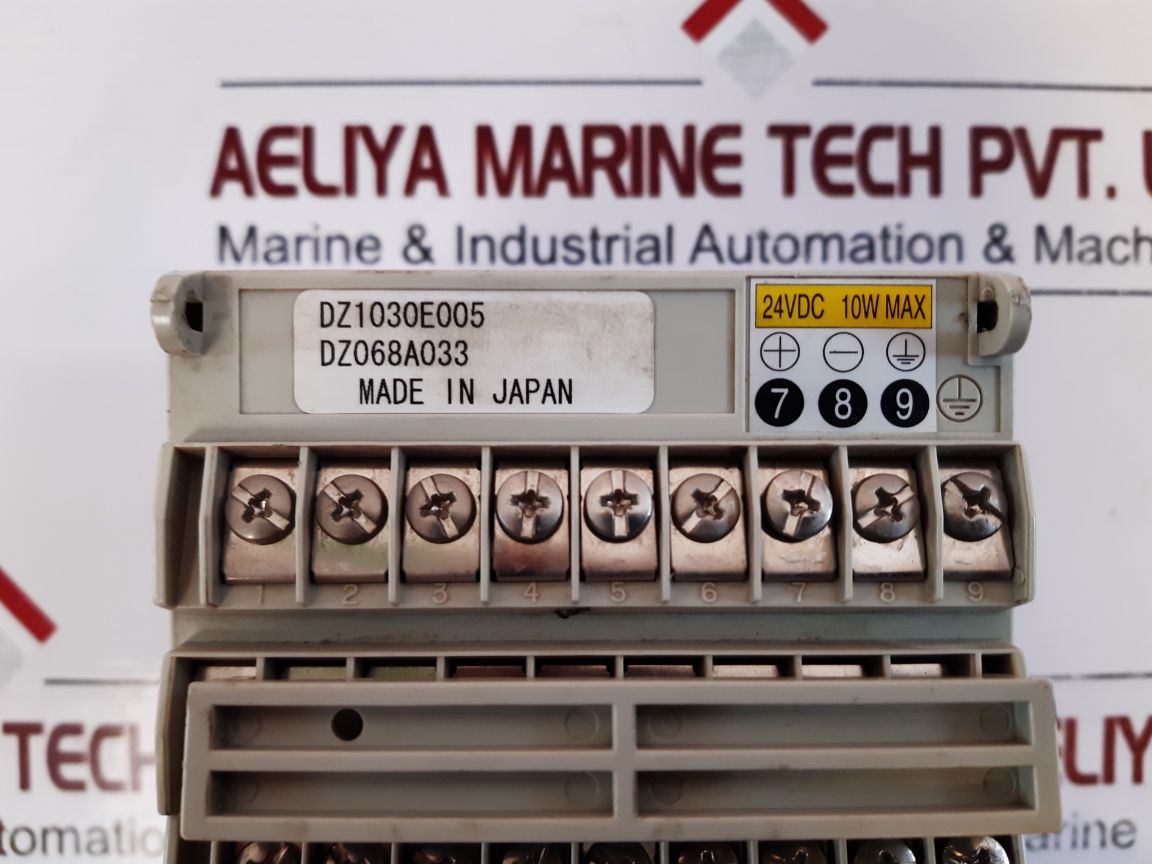 AELIYA MARINE TECH PVT.
Marine & Industrial Automation & Mach
DZ1030E005
DZ068A033
MADE IN JAPAN
24VDC 10W MAX
7 8 9
1 2 3 4 5 6 7 8 9
TECH
ELIY
tomatio
arine